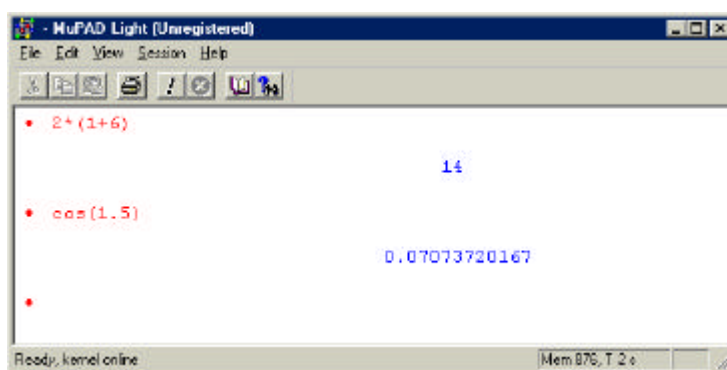 - MuPAD Light (Unregistered)
File Edit View Session Help
• 2*(1+6)
14
• cos(1.5)
0.07073720167
•
Ready, kernel online Mem 876, T 2 s